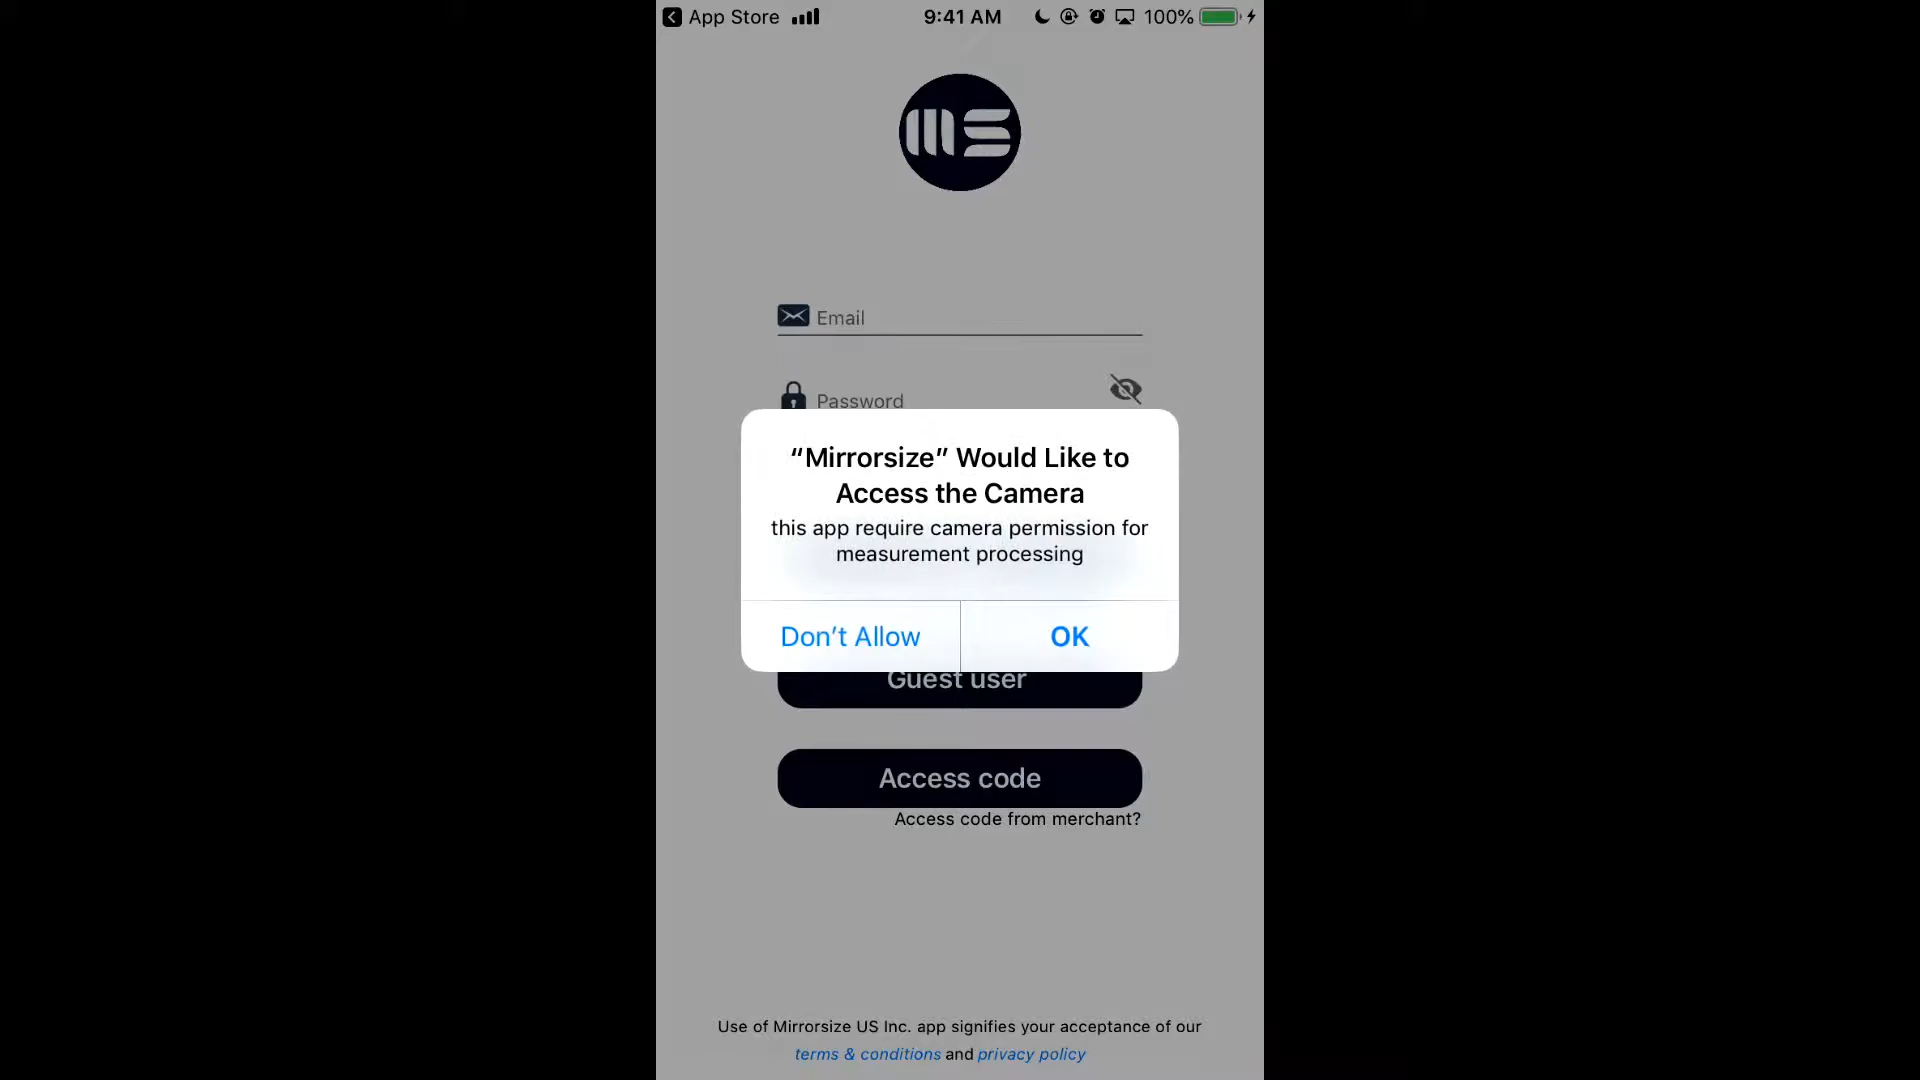 App Store
9:41 AM
100%
MS
Email
Password
“Mirrorsize” Would Like to
Access the Camera
this app require camera permission for
measurement processing
Don’t Allow
OK
Guest user
Access code
Access code from merchant?
Use of Mirrorsize US Inc. app signifies your acceptance of our
terms & conditions and privacy policy